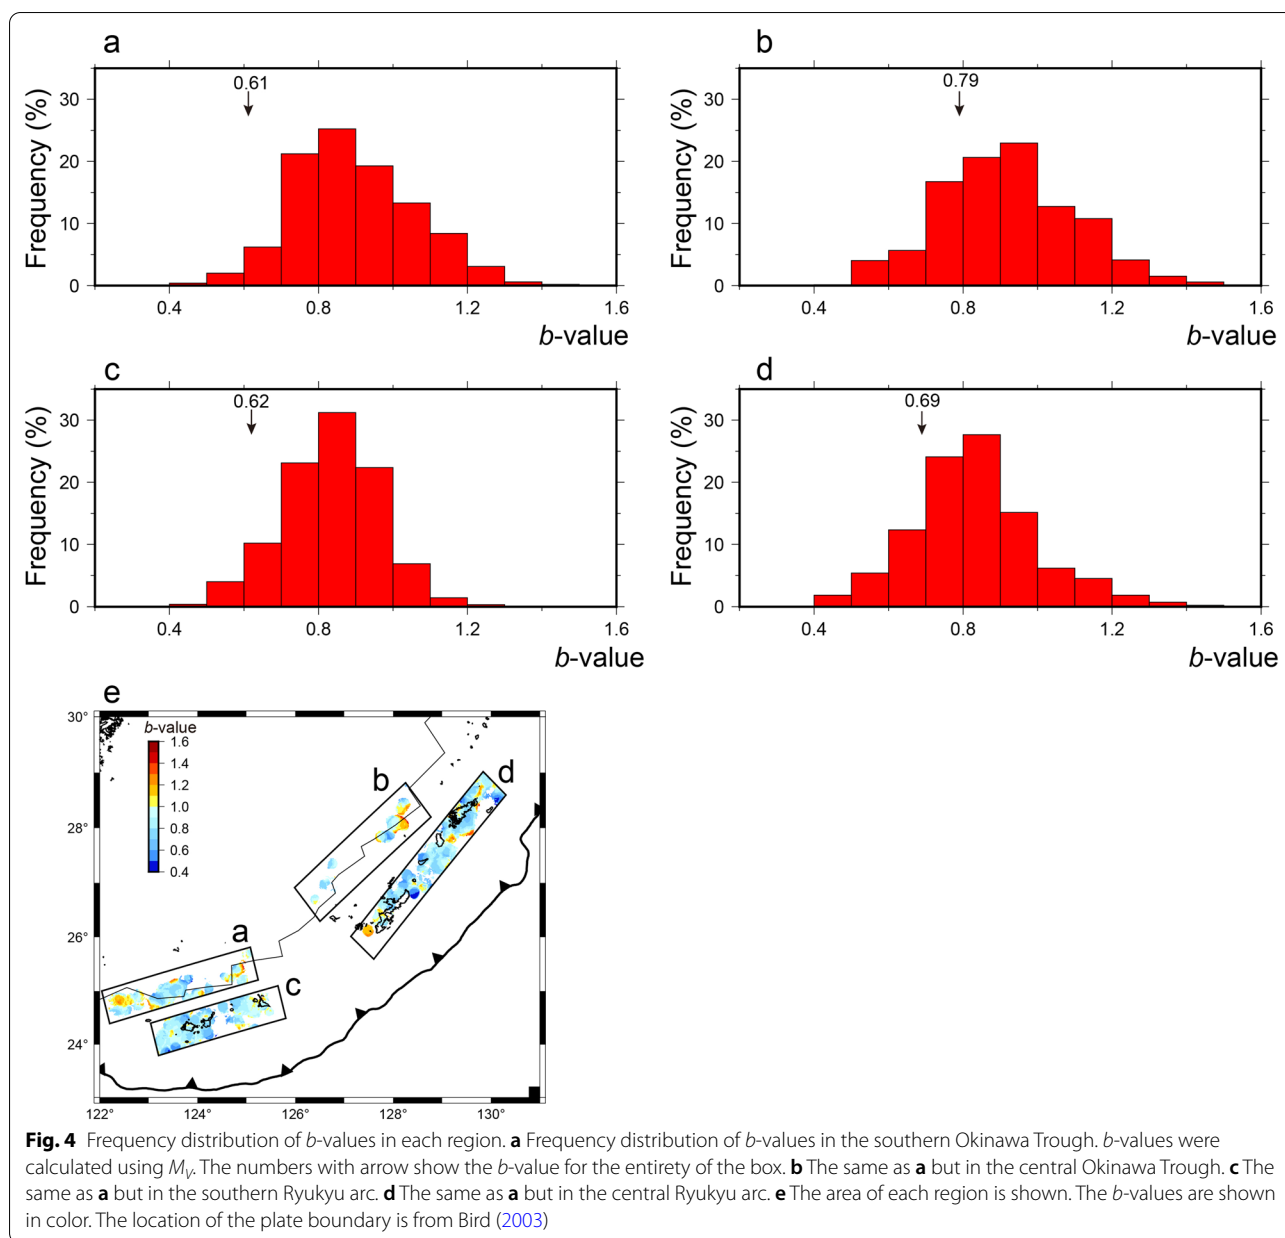 a
0.61
Frequency (%)
30
20
10
0
0.4
0.8
1.2
1.6
b-value
b
0.79
Frequency (%)
30
20
10
0
0.4
0.8
1.2
1.6
b-value
c
0.62
Frequency (%)
30
20
10
0
0.4
0.8
1.2
1.6
b-value
d
0.69
Frequency (%)
30
20
10
0
0.4
0.8
1.2
1.6
b-value
e
30°
28°
26°
24°
122°
124°
126°
128°
130°
b-value
1.6
1.4
1.2
1.0
0.8
0.6
0.4
b
d
a
c
Fig. 4 Frequency distribution of b-values in each region. a Frequency distribution of b-values in the southern Okinawa Trough. b-values were
calculated using MV. The numbers with arrow show the b-value for the entirety of the box. b The same as a but in the central Okinawa Trough. c The
same as a but in the southern Ryukyu arc. d The same as a but in the central Ryukyu arc. e The area of each region is shown. The b-values are shown
in color. The location of the plate boundary is from Bird (2003)